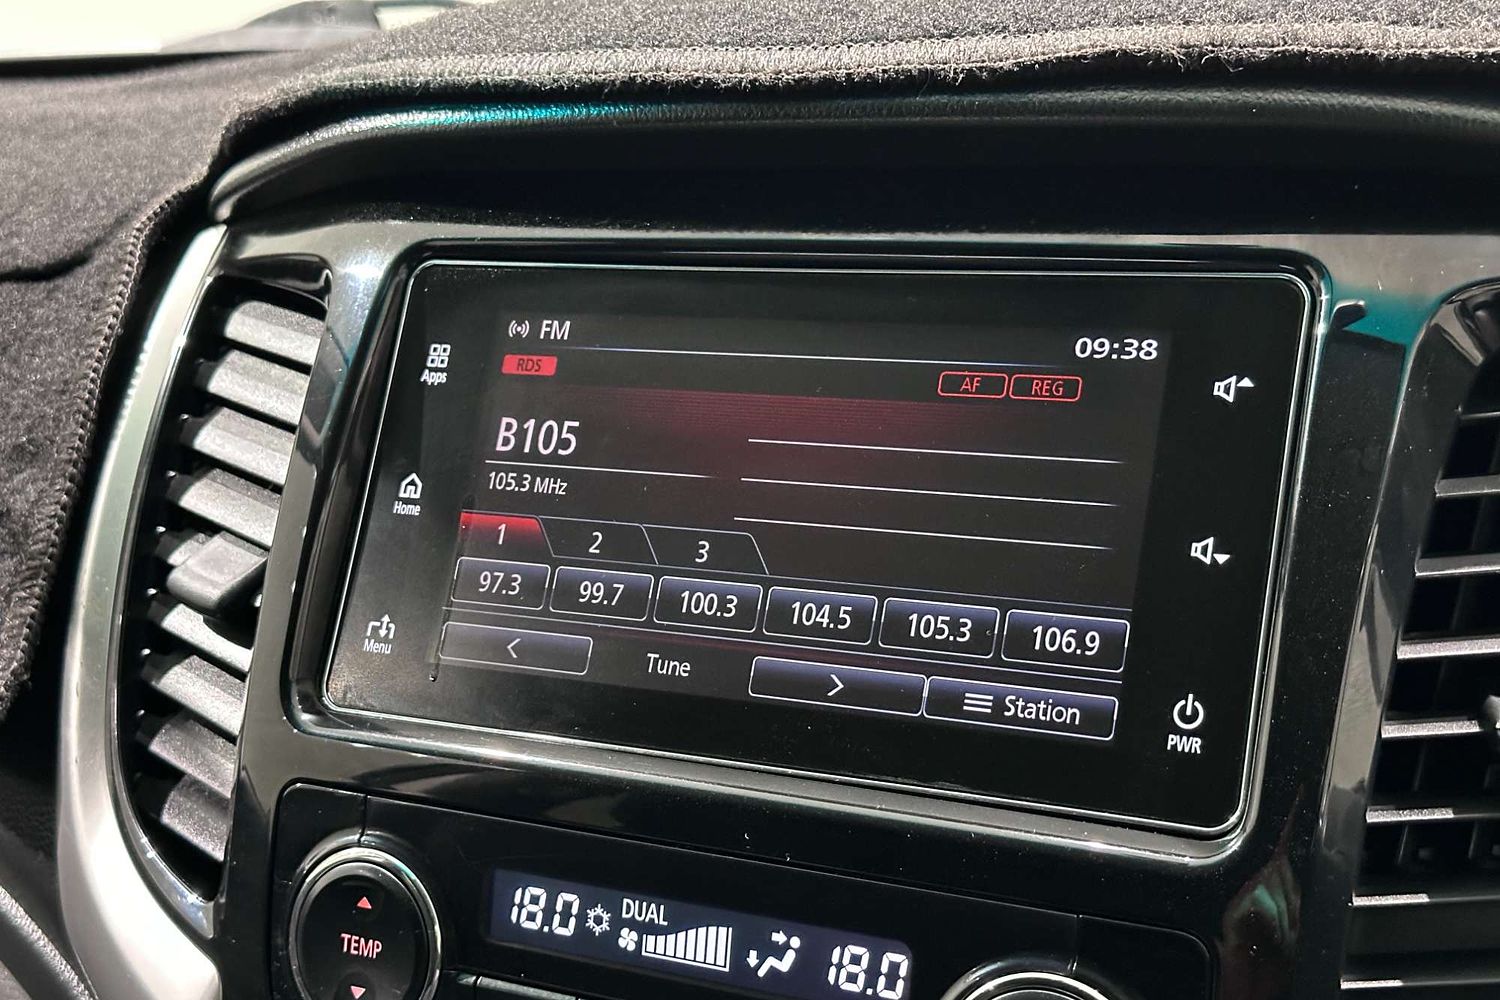 FM
09:38
Apps
RDS
AF
REG
B105
105.3 MHz
Home
1
2
3
97.3
99.7
100.3
104.5
105.3
106.9
Menu
<
Tune
>
Station
PWR
18.0
DUAL
18.0
TEMP